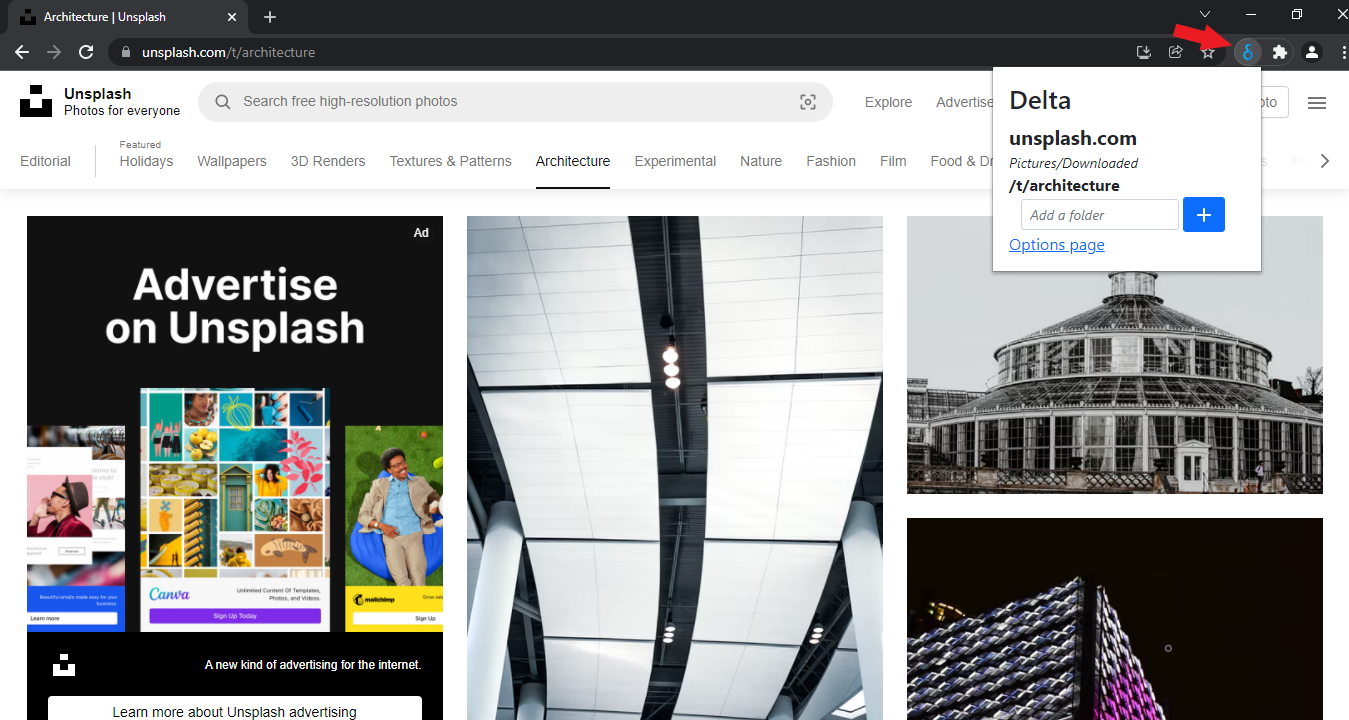 Architecture | Unsplash
unsplash.com/t/architecture
Unsplash
Photos for everyone
Search free high-resolution photos
Explore
Advertise
oto
Delta
unsplash.com
Pictures/Downloaded
/t/architecture
Add a folder
+
Options page
Editorial
Featured
Holidays
Wallpapers
3D Renders
Textures & Patterns
Architecture
Experimental
Nature
Fashion
Film
Food & Dr
Ad
Advertise
on Unsplash
Beautiful emails made easy for your
business.
Learn more
Canva
Unlimited Content Of Templates,
Photos, and Videos.
Sign Up Today
mailchimp
Grow sale
Sign Up
A new kind of advertising for the internet.
Learn more about Unsplash advertising